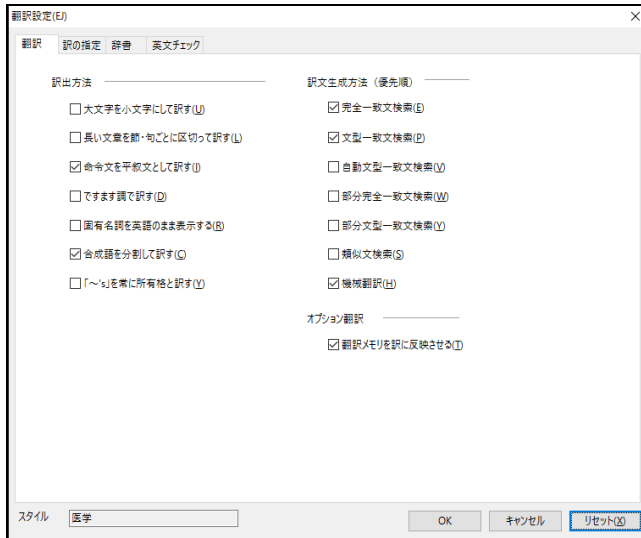 翻訳設定(EJ)
翻訳 訳の指定 辞書 英文チェック
訳出方法
大文字を小文字にして訳す(U)
長い文章を節・句ごとに区切って訳す(L)
命令文を平叙文として訳す(I)
ですます調で訳す(D)
固有名詞を英語のまま表示する(R)
合成語を分割して訳す(C)
「～'s」を常に所有格と訳す(Y)
訳文生成方法（優先順）
完全一致文検索(E)
文型一致文検索(P)
自動文型一致文検索(V)
部分完全一致文検索(W)
部分文型一致文検索(Y)
類似文検索(S)
機械翻訳(H)
オプション翻訳
翻訳メモリを訳に反映させる(T)
スタイル 医学
OK キャンセル リセット(X)